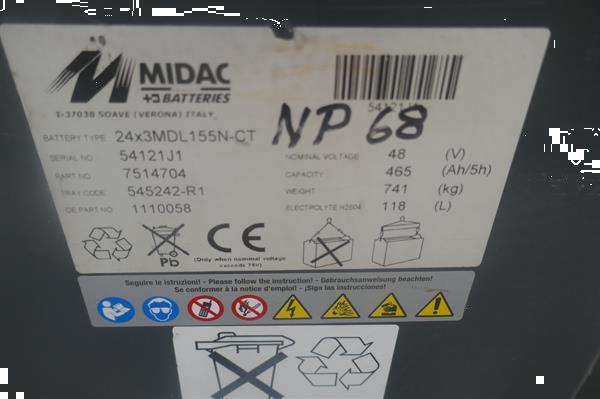 MIDAC
BATTERIES
I-37038 SOAVE (VERONA) ITALY
54121J1
NP 68
BATTERY TYPE 24x3MDL155N-CT
SERIAL NO 54121J1
PART NO 7514704
TRAY CODE 545242-R1
OE PART NO 1110058
NOMINAL VOLTAGE 48 (V)
CAPACITY 465 (Ah/5h)
WEIGHT 741 (kg)
ELECTROLYTE H2S04 118 (L)
Pb
CE
(Only when nominal voltage
exceeds 75V)
Seguire le istruzioni! - Please follow the instruction! - Gebrauchsanweisung beachten!
Se conformer à la notice d'emploi! - ¡Siga las instrucciones!